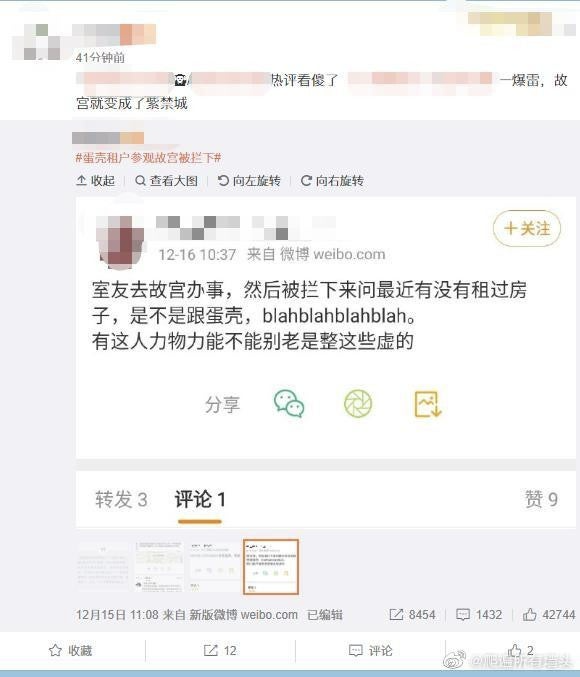 41分钟前
热评看傻了
一爆雷，故
宫就变成了紫禁城
#蛋壳租户参观故宫被拦下#
收起 查看大图 向左旋转 向右旋转
+关注
12-16 10:37 来自 微博 weibo.com
室友去故宫办事，然后被拦下来问最近有没有租过房
子，是不是跟蛋壳，blahblahblahblah。
有这人力物力能不能别老是整这些虚的
分享
转发 3 评论 1 赞 9
12月15日 11:08 来自 新版微博 weibo.com 已编辑 8454 1432 42744
收藏 12 评论 2